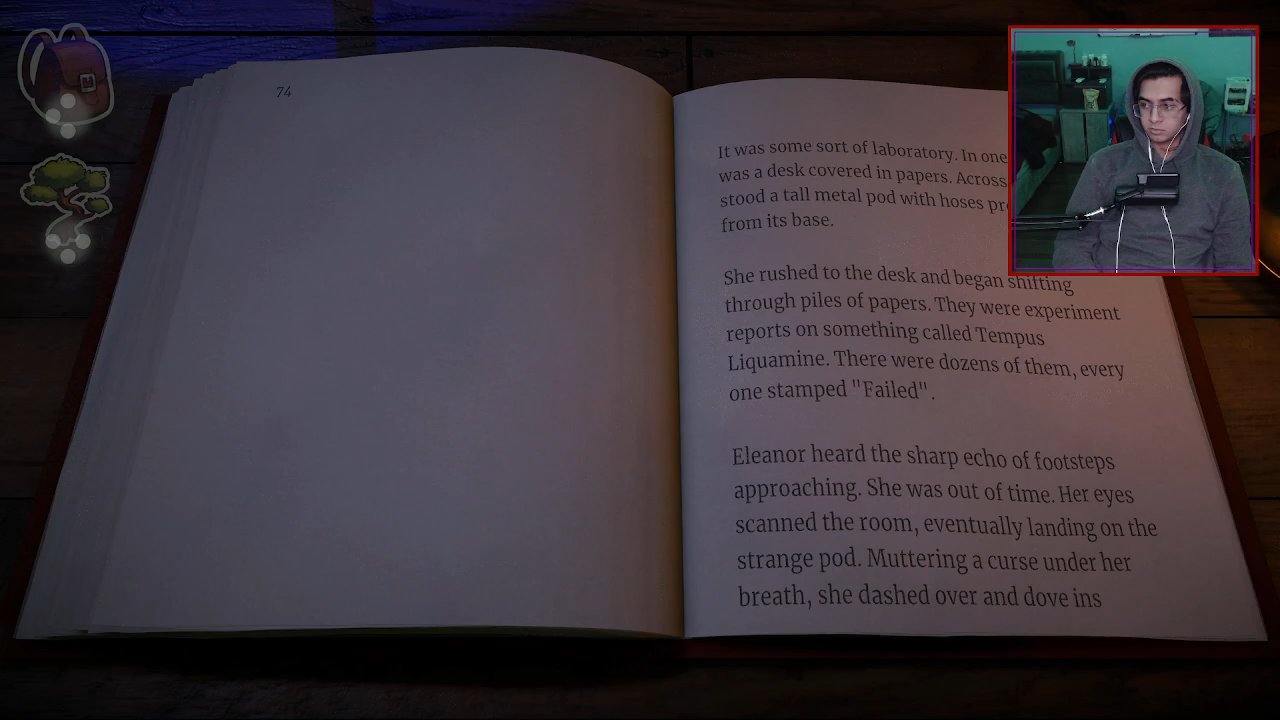 74
It was some sort of laboratory. In one
was a desk covered in papers. Across
stood a tall metal pod with hoses
from its base.
She rushed to the desk and began shifting
through piles of papers. They were experiment
reports on something called Tempus
Liquamine. There were dozens of them, every
one stamped "Failed".
Eleanor heard the sharp echo of footsteps
approaching. She was out of time. Her eyes
scanned the room, eventually landing on the
strange pod. Muttering a curse under her
breath, she dashed over and dove ins